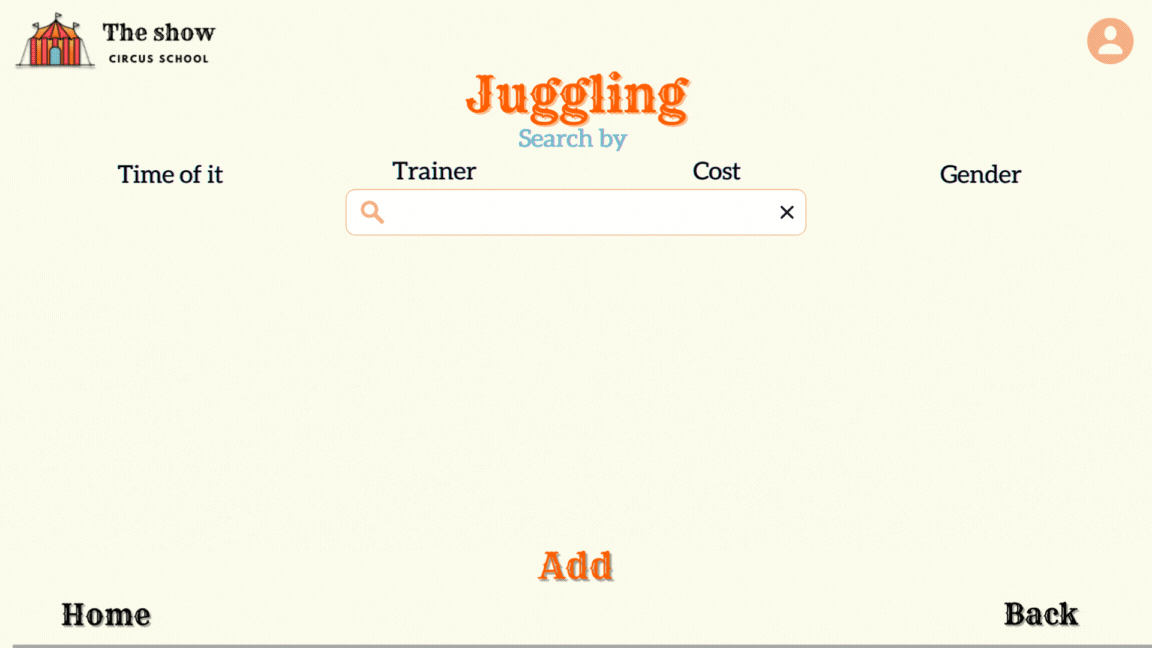 The show
CIRCUS SCHOOL
Juggling
Search by
Time of it Trainer Cost Gender
Add
Home Back